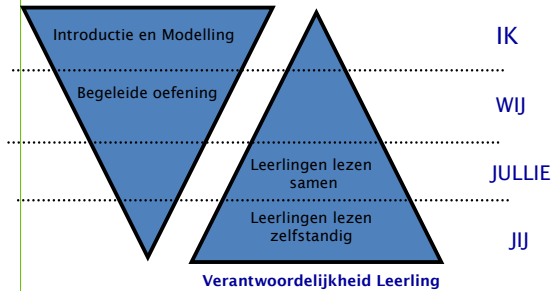 Introductie en Modelling
IK
Begeleide oefening
WIJ
Leerlingen lezen
samen
JULLIE
Leerlingen lezen
zelfstandig
JIJ
Verantwoordelijkheid Leerling